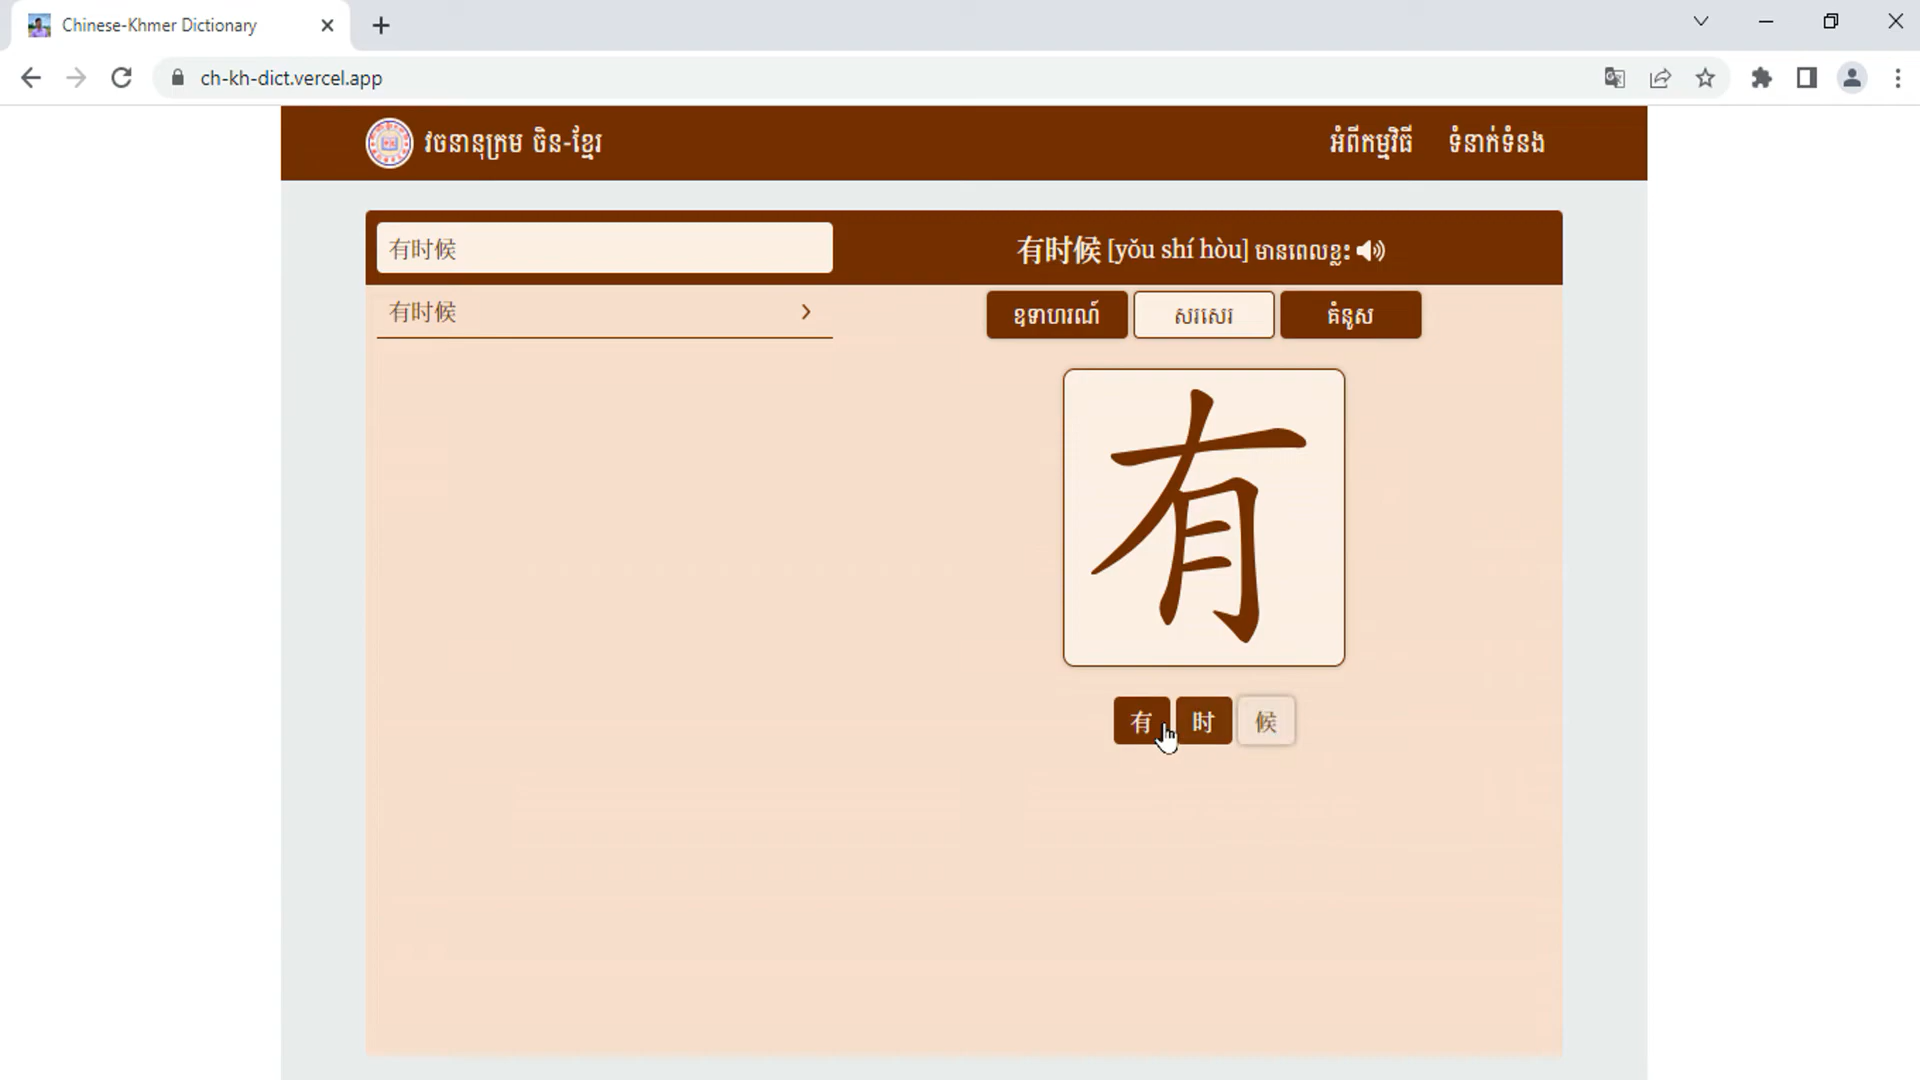 Chinese-Khmer Dictionary
ch-kh-dict.vercel.app
វចនានុក្រម ចិន-ខ្មែរ
អំពីកម្មវិធី ទំនាក់ទំនង
有时候
有时候 [yǒu shí hòu] មានពេលខ្លះ
有时候
ឧទាហរណ៍ សរសេរ គំនូស
有
有 时 候